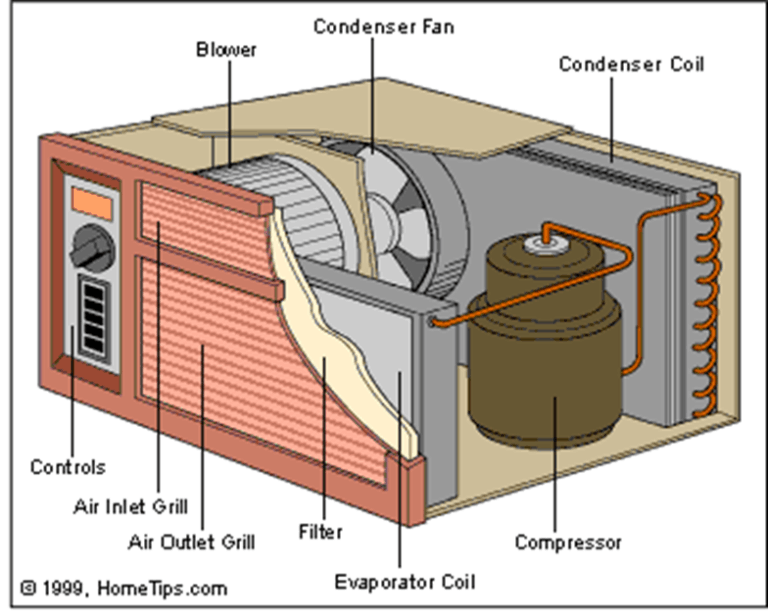 Condenser Fan
Blower
Condenser Coil
Controls
Air Inlet Grill
Air Outlet Grill
Filter
Compressor
Evaporator Coil
© 1999, HomeTips.com